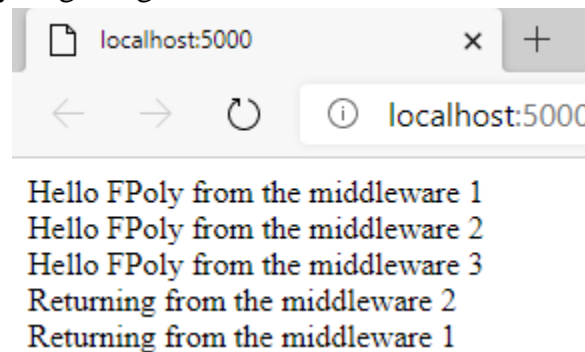 localhost:5000
localhost:5000
Hello FPoly from the middleware 1
Hello FPoly from the middleware 2
Hello FPoly from the middleware 3
Returning from the middleware 2
Returning from the middleware 1